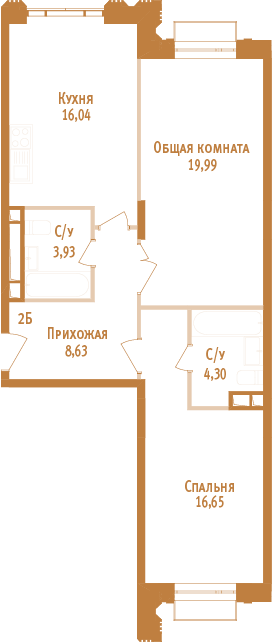 Кухня
16,04
Общая комната
19,99
С/у
3,93
2Б
Прихожая
8,63
С/у
4,30
Спальня
16,65